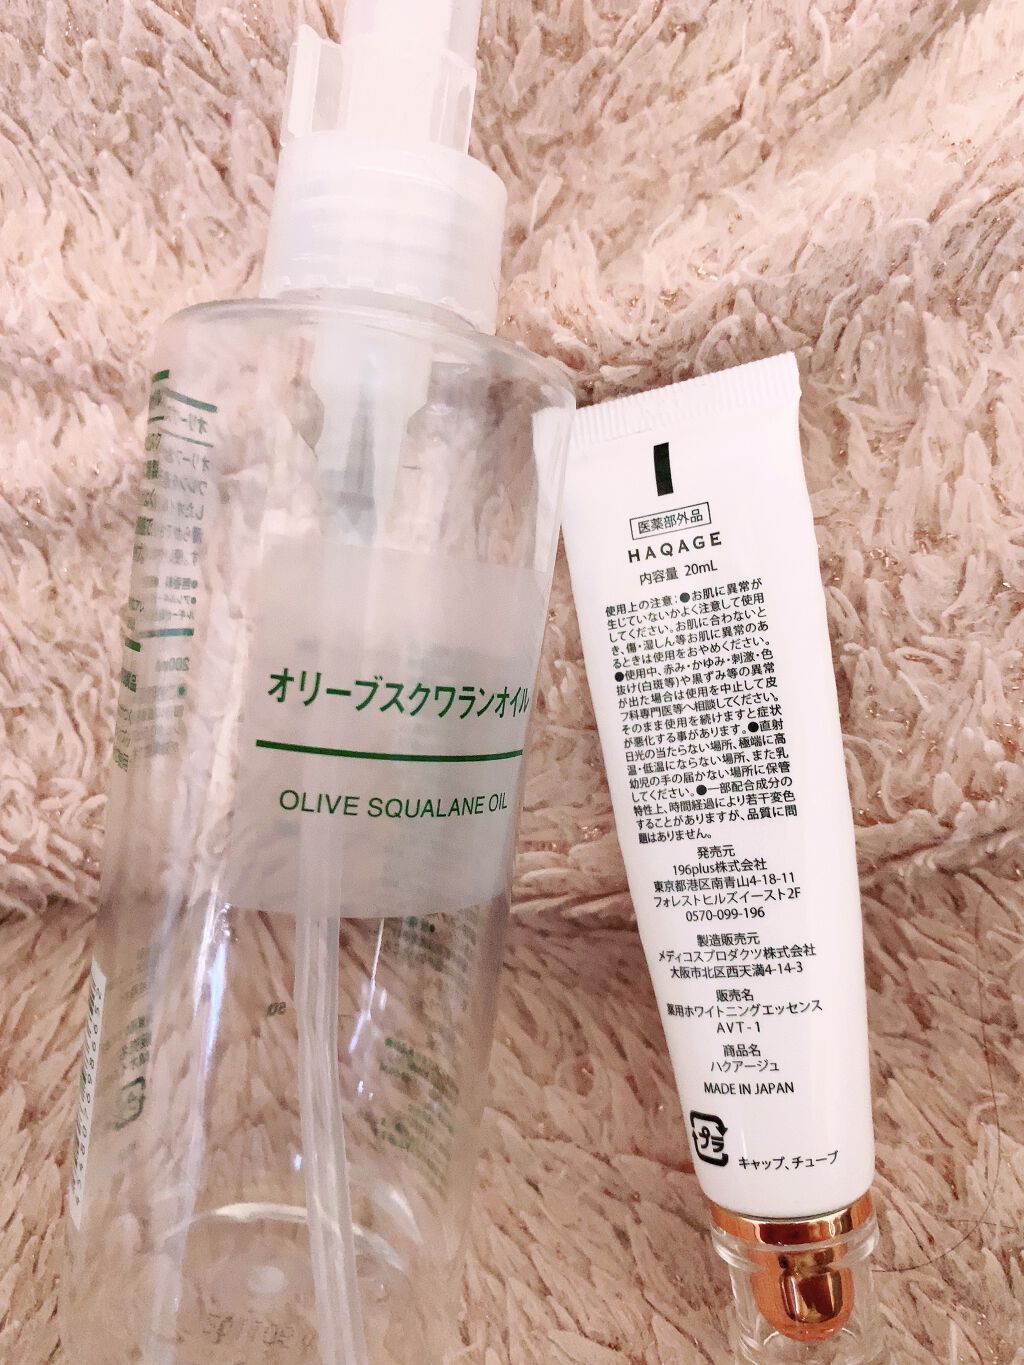 オリーブスクワランオイル
OLIVE SQUALANE OIL
50
医薬部外品
HAQAGE
内容量 20mL
使用上の注意:●お肌に異常が
生じていないかよく注意して使用
してください。お肌に合わないと
き、傷・湿しん等お肌に異常のあ
るときは使用をおやめください。
●使用中、赤み・かゆみ・刺激・色
抜け(白斑等)や黒ずみ等の異常
が出た場合は使用を中止して皮
フ科専門医等へ相談してください。
そのまま使用を続けますと症状
が悪化する事があります。●直射
日光の当たらない場所、極端に高
温・低温にならない場所、また乳
幼児の手の届かない場所に保管
してください。●一部配合成分の
特性上、時間経過により若干変色
することがありますが、品質に問
題はありません。
発売元
196plus株式会社
東京都港区南青山4-18-11
フォレストヒルズイースト2F
0570-099-196
製造販売元
メディコスプロダクツ株式会社
大阪市北区西天満4-14-3
販売名
薬用ホワイトニングエッセンス
AVT-1
商品名
ハクアージュ
MADE IN JAPAN
プラ
キャップ、チューブ